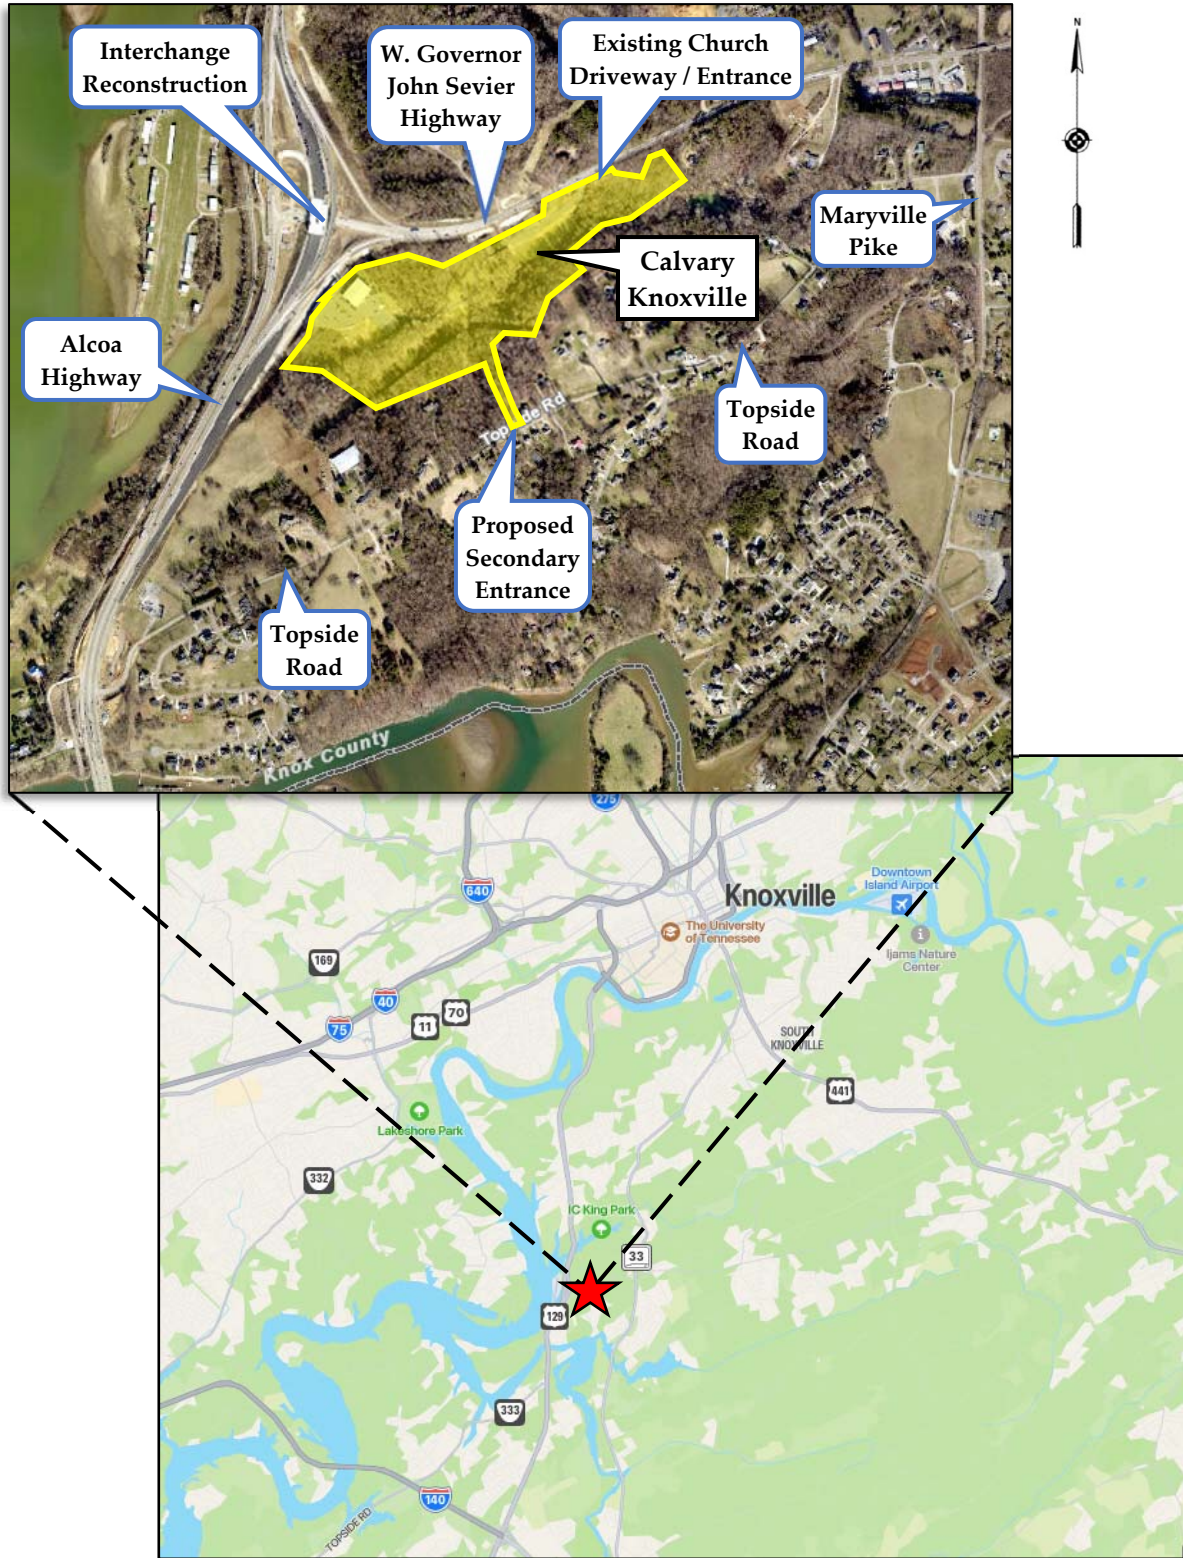 N
Interchange
Reconstruction
W. Governor
John Sevier
Highway
Existing Church
Driveway / Entrance
Maryville
Pike
Calvary
Knoxville
Alcoa
Highway
Topside
Road
Topside Rd
Proposed
Secondary
Entrance
Topside
Road
Knox County
275
640
Knoxville
Downtown
Island Airport
The University
of Tennessee
Ijams Nature
Center
169
40
75
11
70
SOUTH
KNOXVILLE
441
Lakeshore Park
332
IC King Park
33
129
333
140
TOPSIDE RD